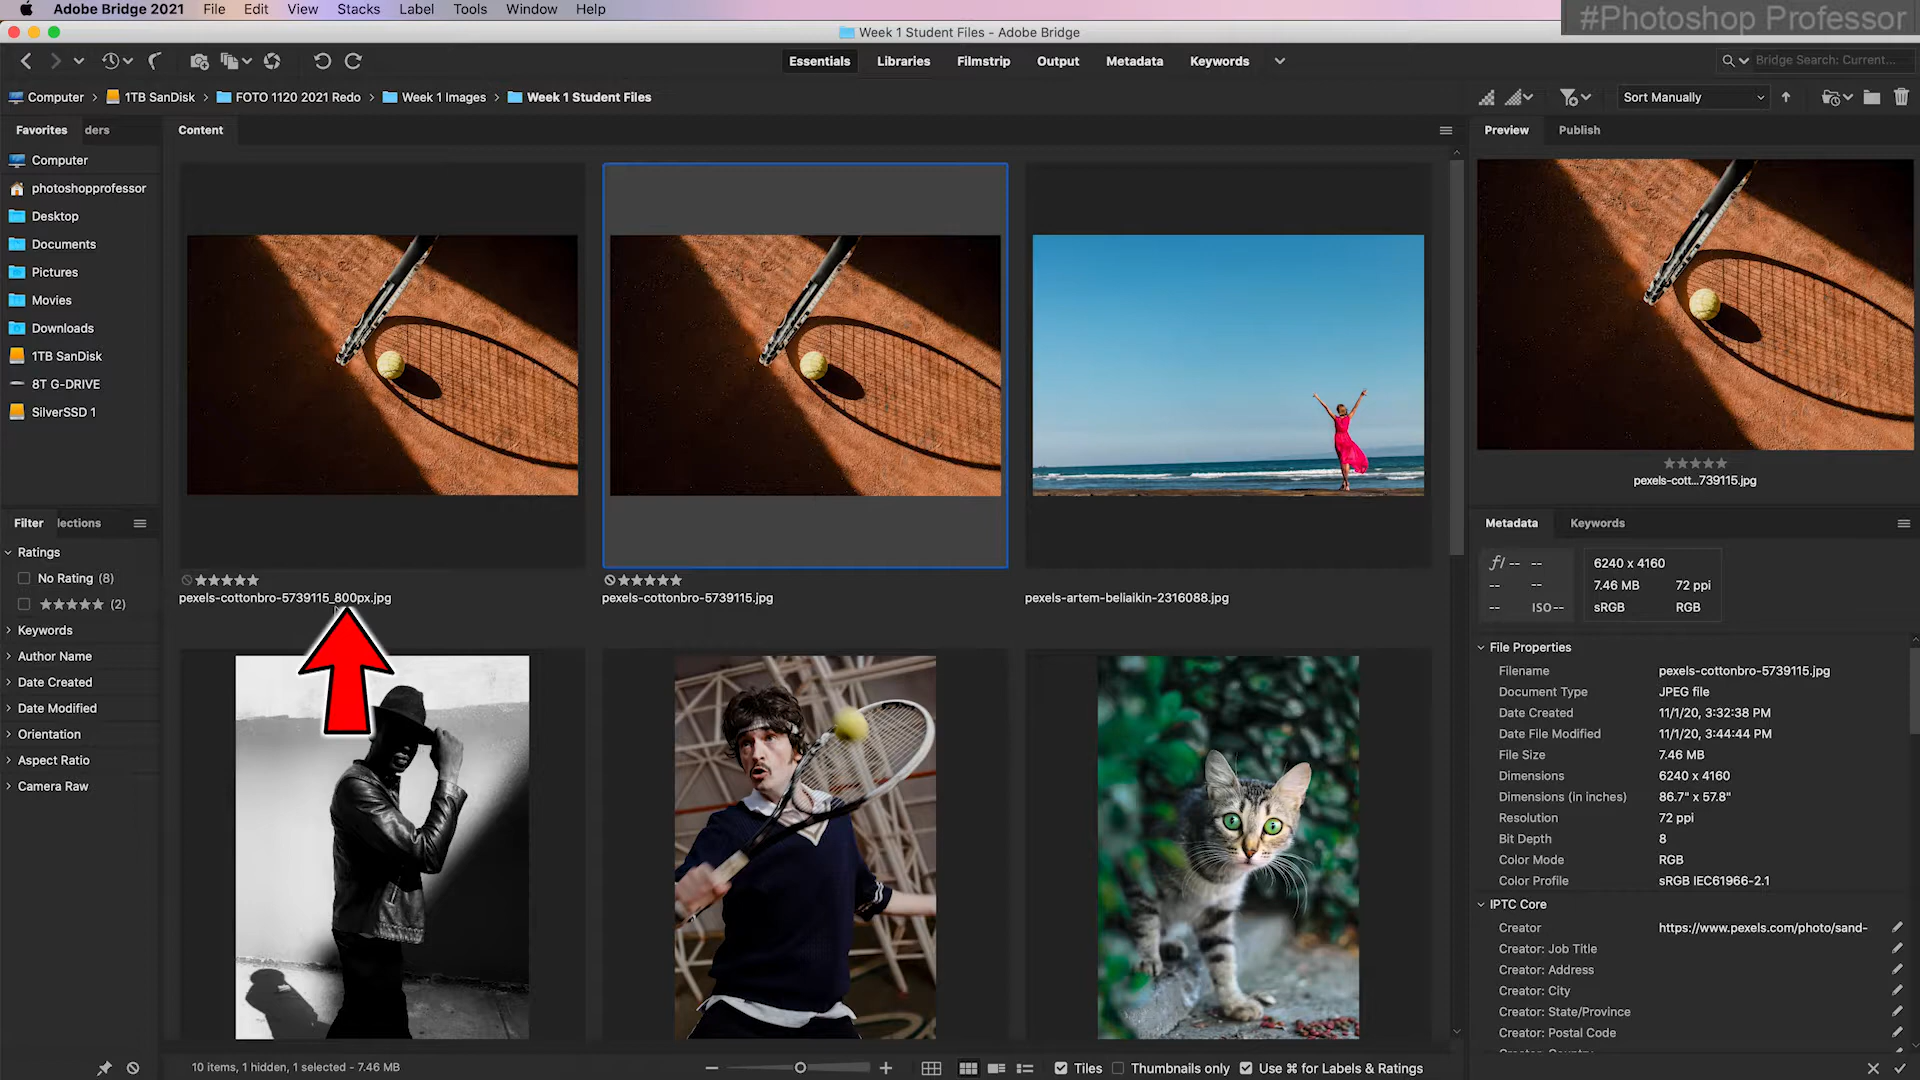 Adobe Bridge 2021 File Edit View Stacks Label Tools Window Help
#Photoshop Professor
Week 1 Student Files - Adobe Bridge
Essentials Libraries Filmstrip Output Metadata Keywords
Bridge Search: Current...
Computer 1TB SanDisk FOTO 1120 2021 Redo Week 1 Images Week 1 Student Files
Sort Manually
Favorites ders
Computer
photoshopprofessor
Desktop
Documents
Pictures
Movies
Downloads
1TB SanDisk
8T G-DRIVE
SilverSSD 1
Filter lections
Ratings
No Rating (8)
★★★★★ (2)
Keywords
Author Name
Date Created
Date Modified
Orientation
Aspect Ratio
Camera Raw
Content
pexels-cottonbro-5739115_800px.jpg
pexels-cottonbro-5739115.jpg
pexels-artem-beliaikin-2316088.jpg
10 items, 1 hidden, 1 selected - 7.46 MB
Tiles Thumbnails only Use ⌘ for Labels & Ratings
Preview Publish
pexels-cott...739115.jpg
Metadata Keywords
f/ -- --
-- --
-- ISO--
6240 x 4160
7.46 MB 72 ppi
sRGB RGB
File Properties
Filename pexels-cottonbro-5739115.jpg
Document Type JPEG file
Date Created 11/1/20, 3:32:38 PM
Date File Modified 11/1/20, 3:44:44 PM
File Size 7.46 MB
Dimensions 6240 x 4160
Dimensions (in inches) 86.7" x 57.8"
Resolution 72 ppi
Bit Depth 8
Color Mode RGB
Color Profile sRGB IEC61966-2.1
IPTC Core
Creator https://www.pexels.com/photo/sand-
Creator: Job Title
Creator: Address
Creator: City
Creator: State/Province
Creator: Postal Code